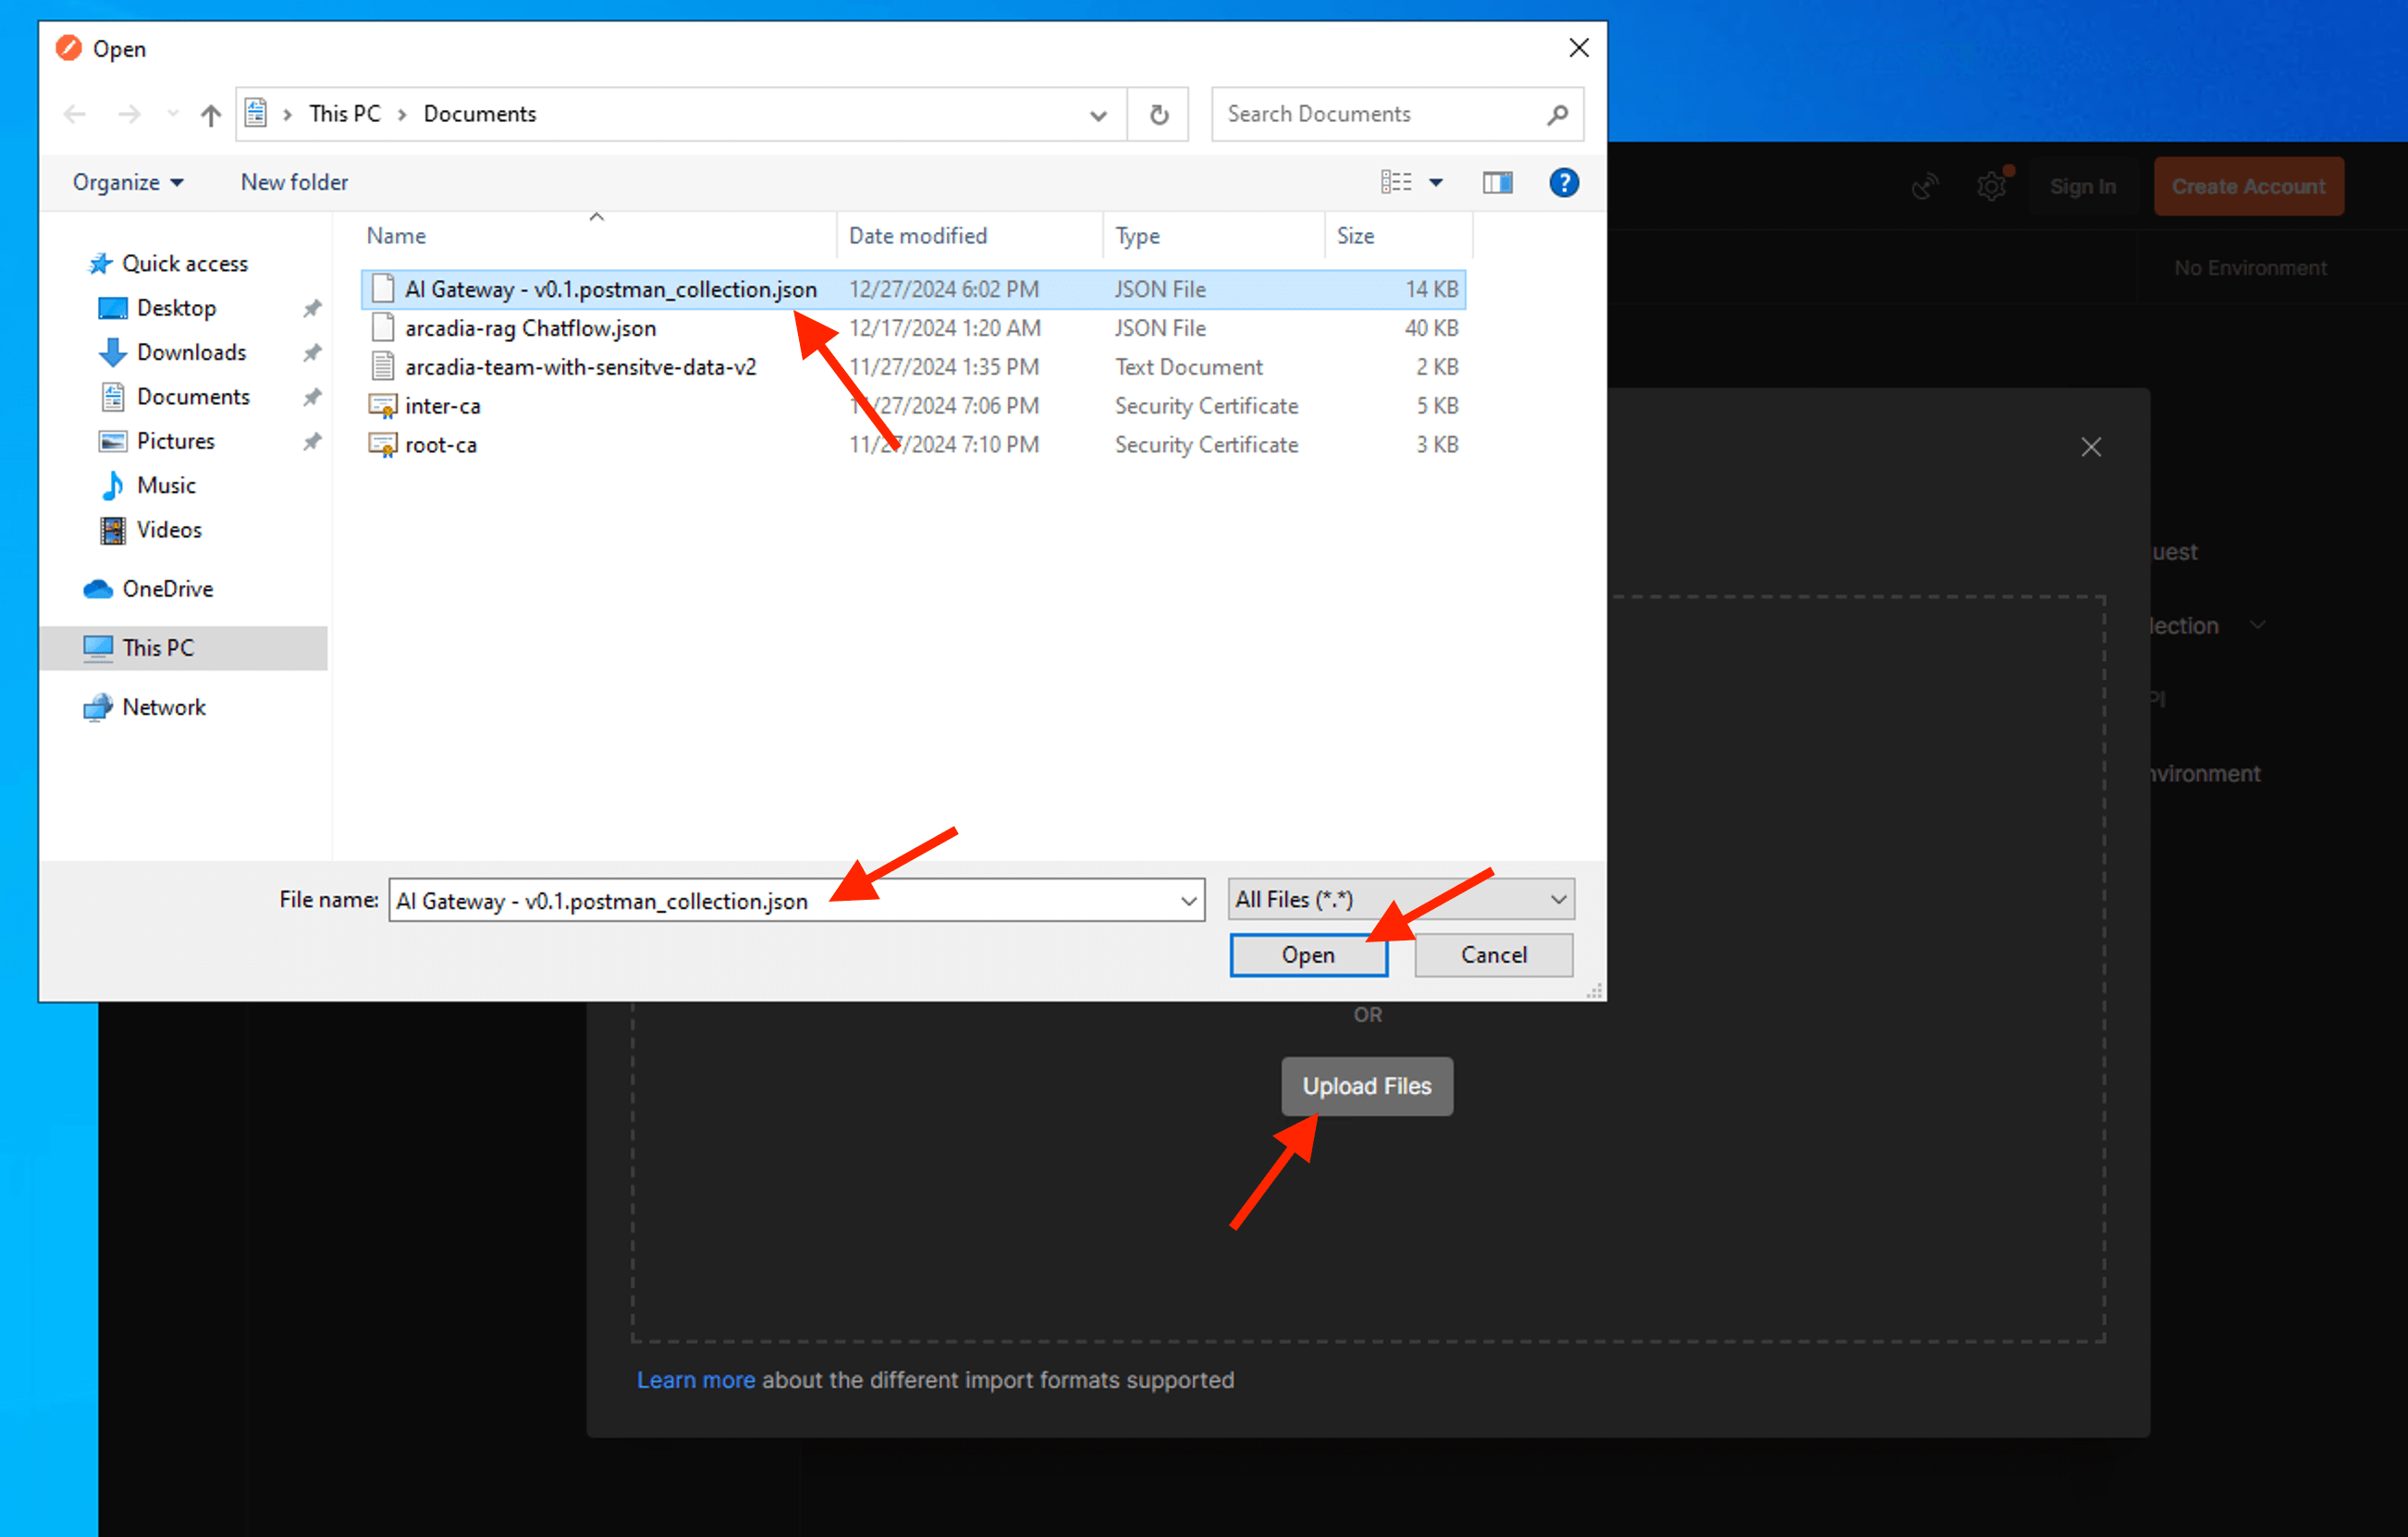 Open
This PC > Documents
Search Documents
Organize
New folder
Name Date modified Type Size
AI Gateway - v0.1.postman_collection.json 12/27/2024 6:02 PM JSON File 14 KB
arcadia-rag Chatflow.json 12/17/2024 1:20 AM JSON File 40 KB
arcadia-team-with-sensitve-data-v2 11/27/2024 1:35 PM Text Document 2 KB
inter-ca 11/27/2024 7:06 PM Security Certificate 5 KB
root-ca 11/27/2024 7:10 PM Security Certificate 3 KB
Quick access
Desktop
Downloads
Documents
Pictures
Music
Videos
OneDrive
This PC
Network
File name: AI Gateway - v0.1.postman_collection.json
All Files (*.*)
Open
Cancel
Sign In
Create Account
No Environment
uest
lection
PI
nvironment
OR
Upload Files
Learn more about the different import formats supported